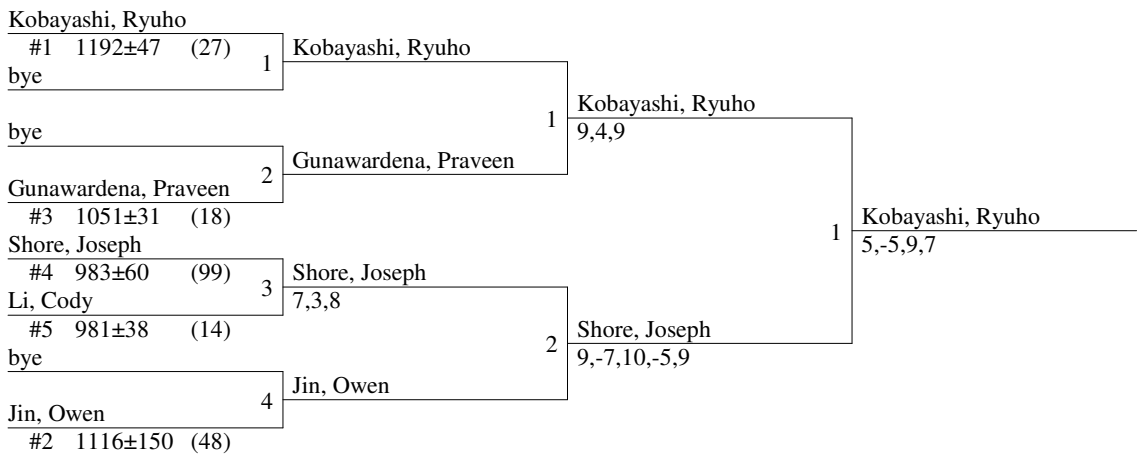 Kobayashi, Ryuho
#1 1192±47 (27)
bye
1
bye
Gunawardena, Praveen
#3 1051±31 (18)
2
Shore, Joseph
#4 983±60 (99)
Li, Cody
#5 981±38 (14)
3
bye
Jin, Owen
#2 1116±150 (48)
4
Kobayashi, Ryuho
Gunawardena, Praveen
1
Shore, Joseph
7,3,8
Jin, Owen
2
Kobayashi, Ryuho
9,4,9
Shore, Joseph
9,-7,10,-5,9
1
Kobayashi, Ryuho
5,-5,9,7